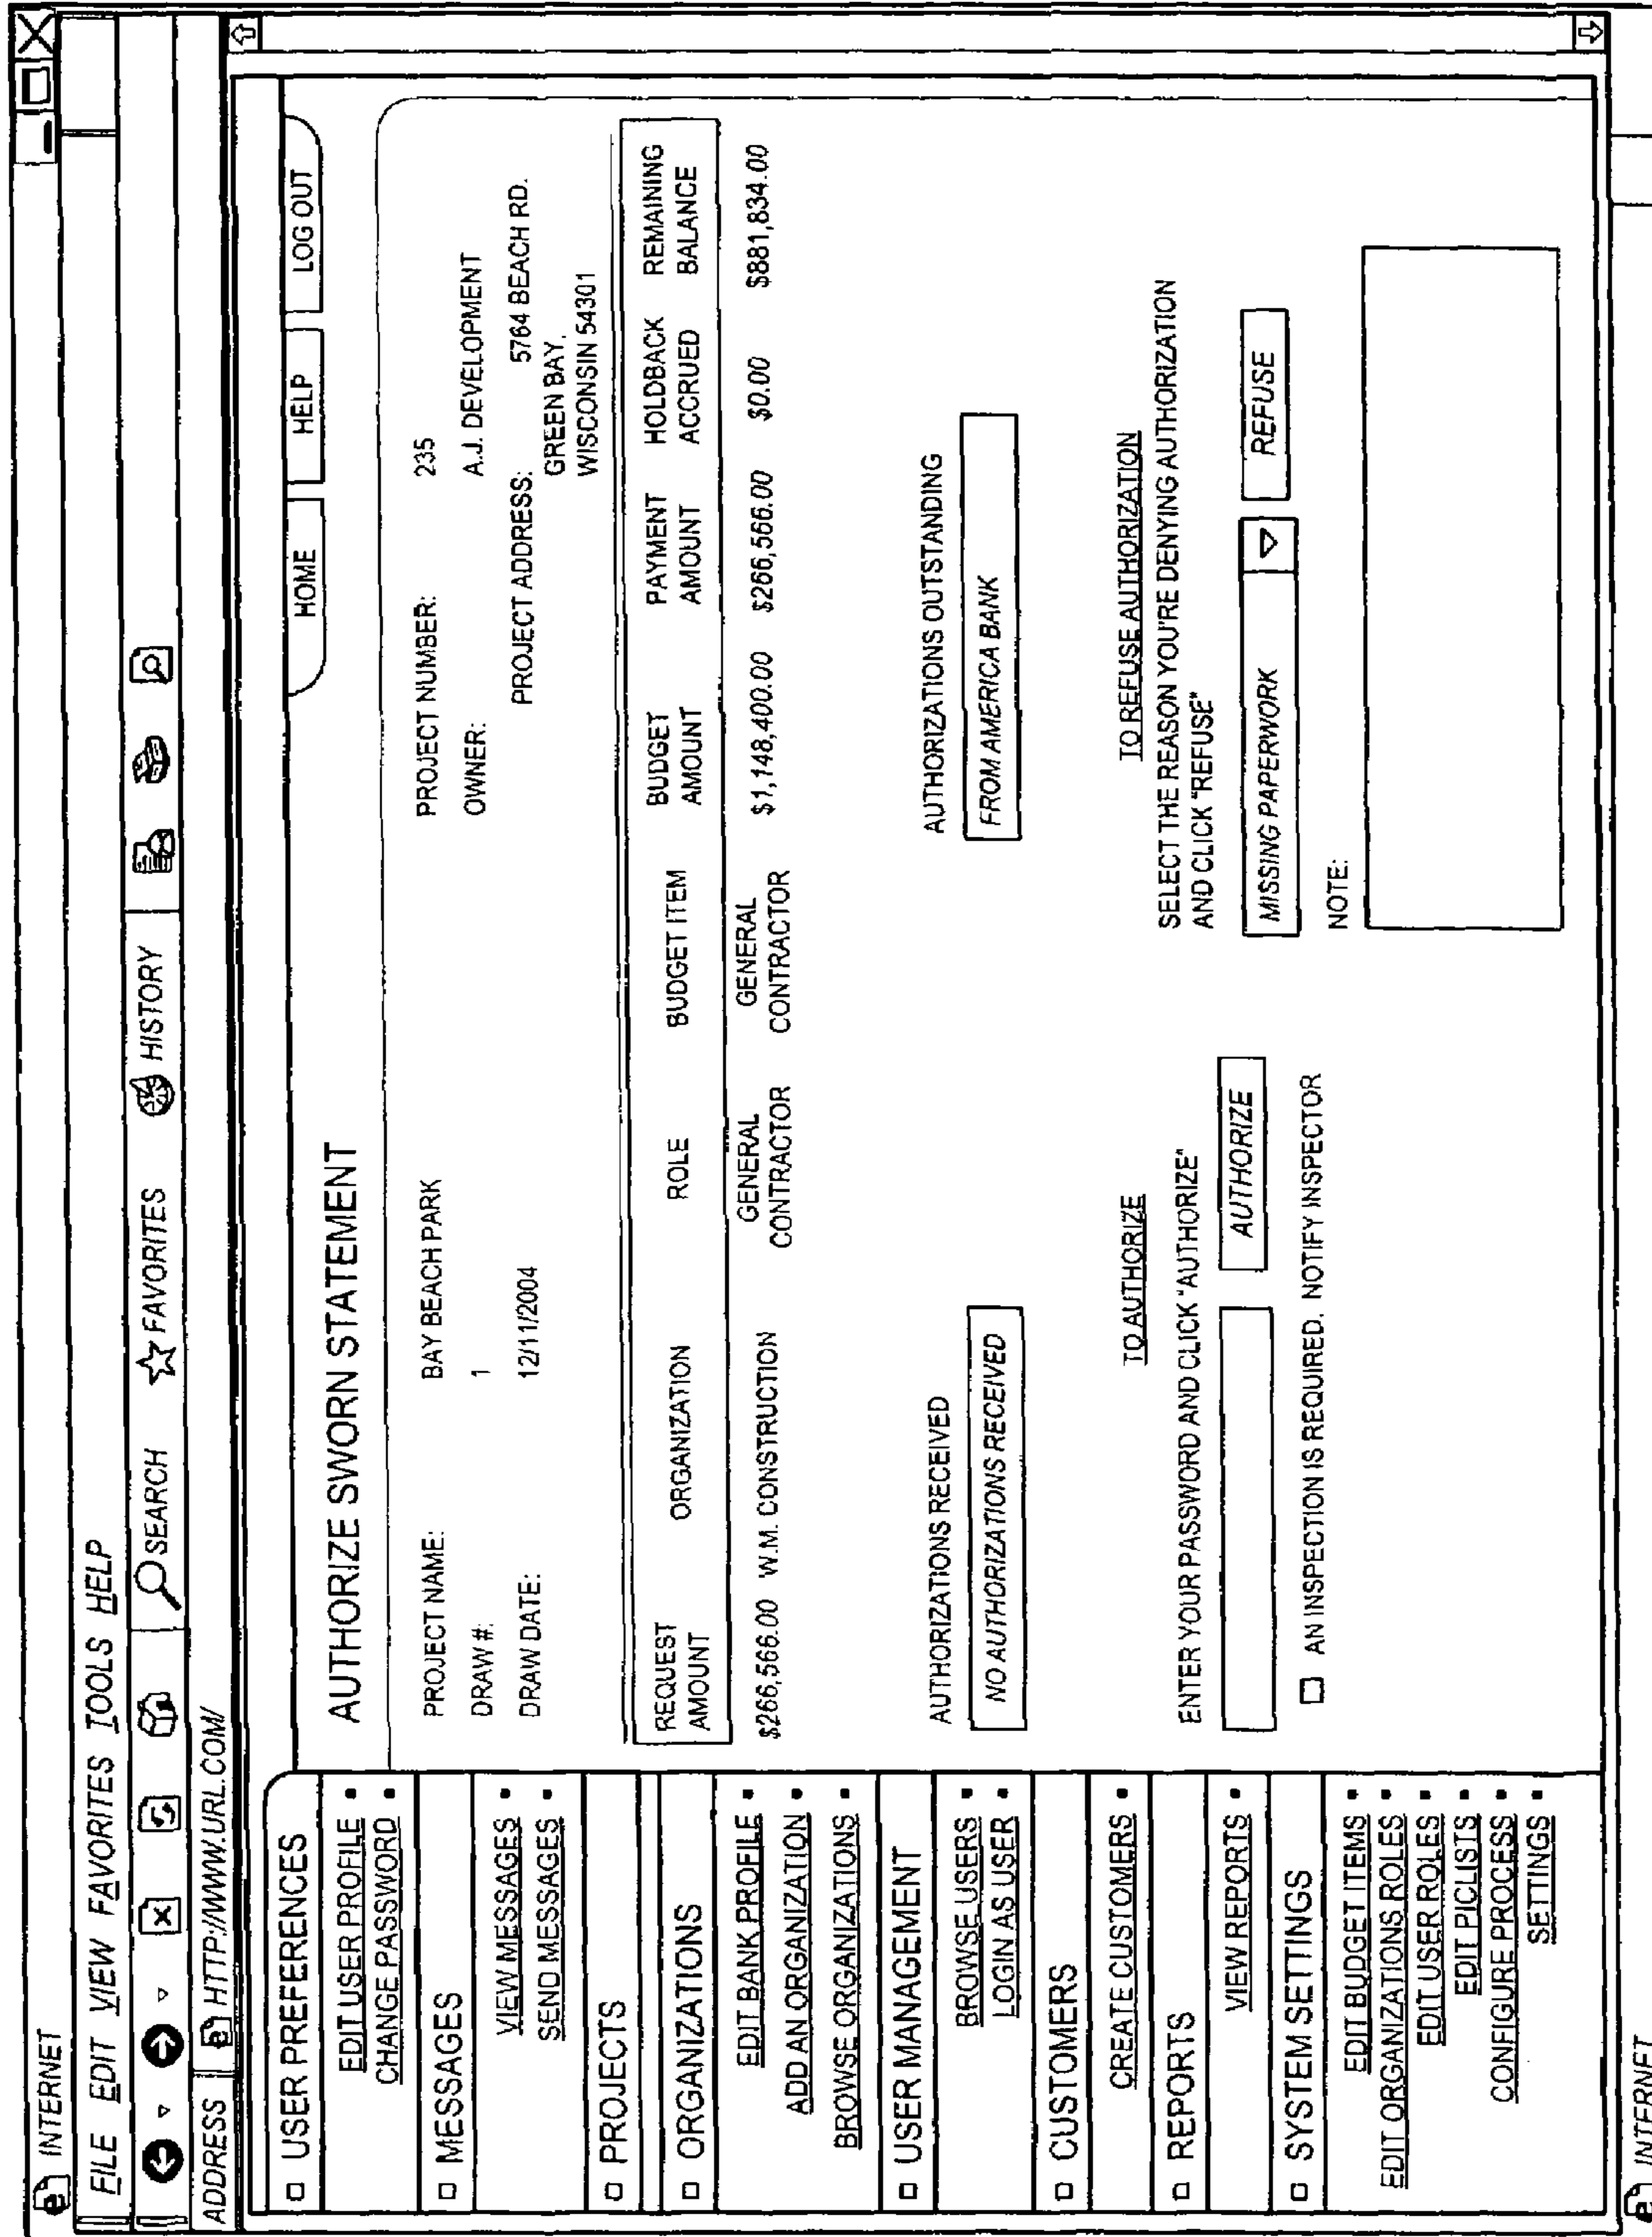 INTERNET
FILE EDIT VIEW FAVORITES TOOLS HELP
SEARCH FAVORITES HISTORY
ADDRESS HTTP://WWW.URL.COM/
HOME HELP LOG OUT
USER PREFERENCES
EDIT USER PROFILE
CHANGE PASSWORD
MESSAGES
VIEW MESSAGES
SEND MESSAGES
PROJECTS
ORGANIZATIONS
EDIT BANK PROFILE
ADD AN ORGANIZATION
BROWSE ORGANIZATIONS
USER MANAGEMENT
BROWSE USERS
LOGIN AS USER
CUSTOMERS
CREATE CUSTOMERS
REPORTS
VIEW REPORTS
SYSTEM SETTINGS
EDIT BUDGET ITEMS
EDIT ORGANIZATIONS ROLES
EDIT USER ROLES
EDIT PICLISTS
CONFIGURE PROCESS
SETTINGS
AUTHORIZE SWORN STATEMENT
PROJECT NAME: BAY BEACH PARK PROJECT NUMBER: 235
DRAW #: 1 OWNER: A.J. DEVELOPMENT
DRAW DATE: 12/11/2004 PROJECT ADDRESS: 5764 BEACH RD.
GREEN BAY,
WISCONSIN 54301
REQUEST AMOUNT ORGANIZATION ROLE BUDGET ITEM BUDGET AMOUNT PAYMENT AMOUNT HOLDBACK ACCRUED REMAINING BALANCE
$266,566.00 W.M. CONSTRUCTION GENERAL CONTRACTOR GENERAL CONTRACTOR $1,148,400.00 $266,566.00 $0.00 $881,834.00
AUTHORIZATIONS RECEIVED AUTHORIZATIONS OUTSTANDING
NO AUTHORIZATIONS RECEIVED FROM AMERICA BANK
TO AUTHORIZE
ENTER YOUR PASSWORD AND CLICK "AUTHORIZE"
AUTHORIZE
AN INSPECTION IS REQUIRED. NOTIFY INSPECTOR
TO REFUSE AUTHORIZATION
SELECT THE REASON YOU'RE DENYING AUTHORIZATION
AND CLICK "REFUSE"
MISSING PAPERWORK REFUSE
NOTE:
INTERNET